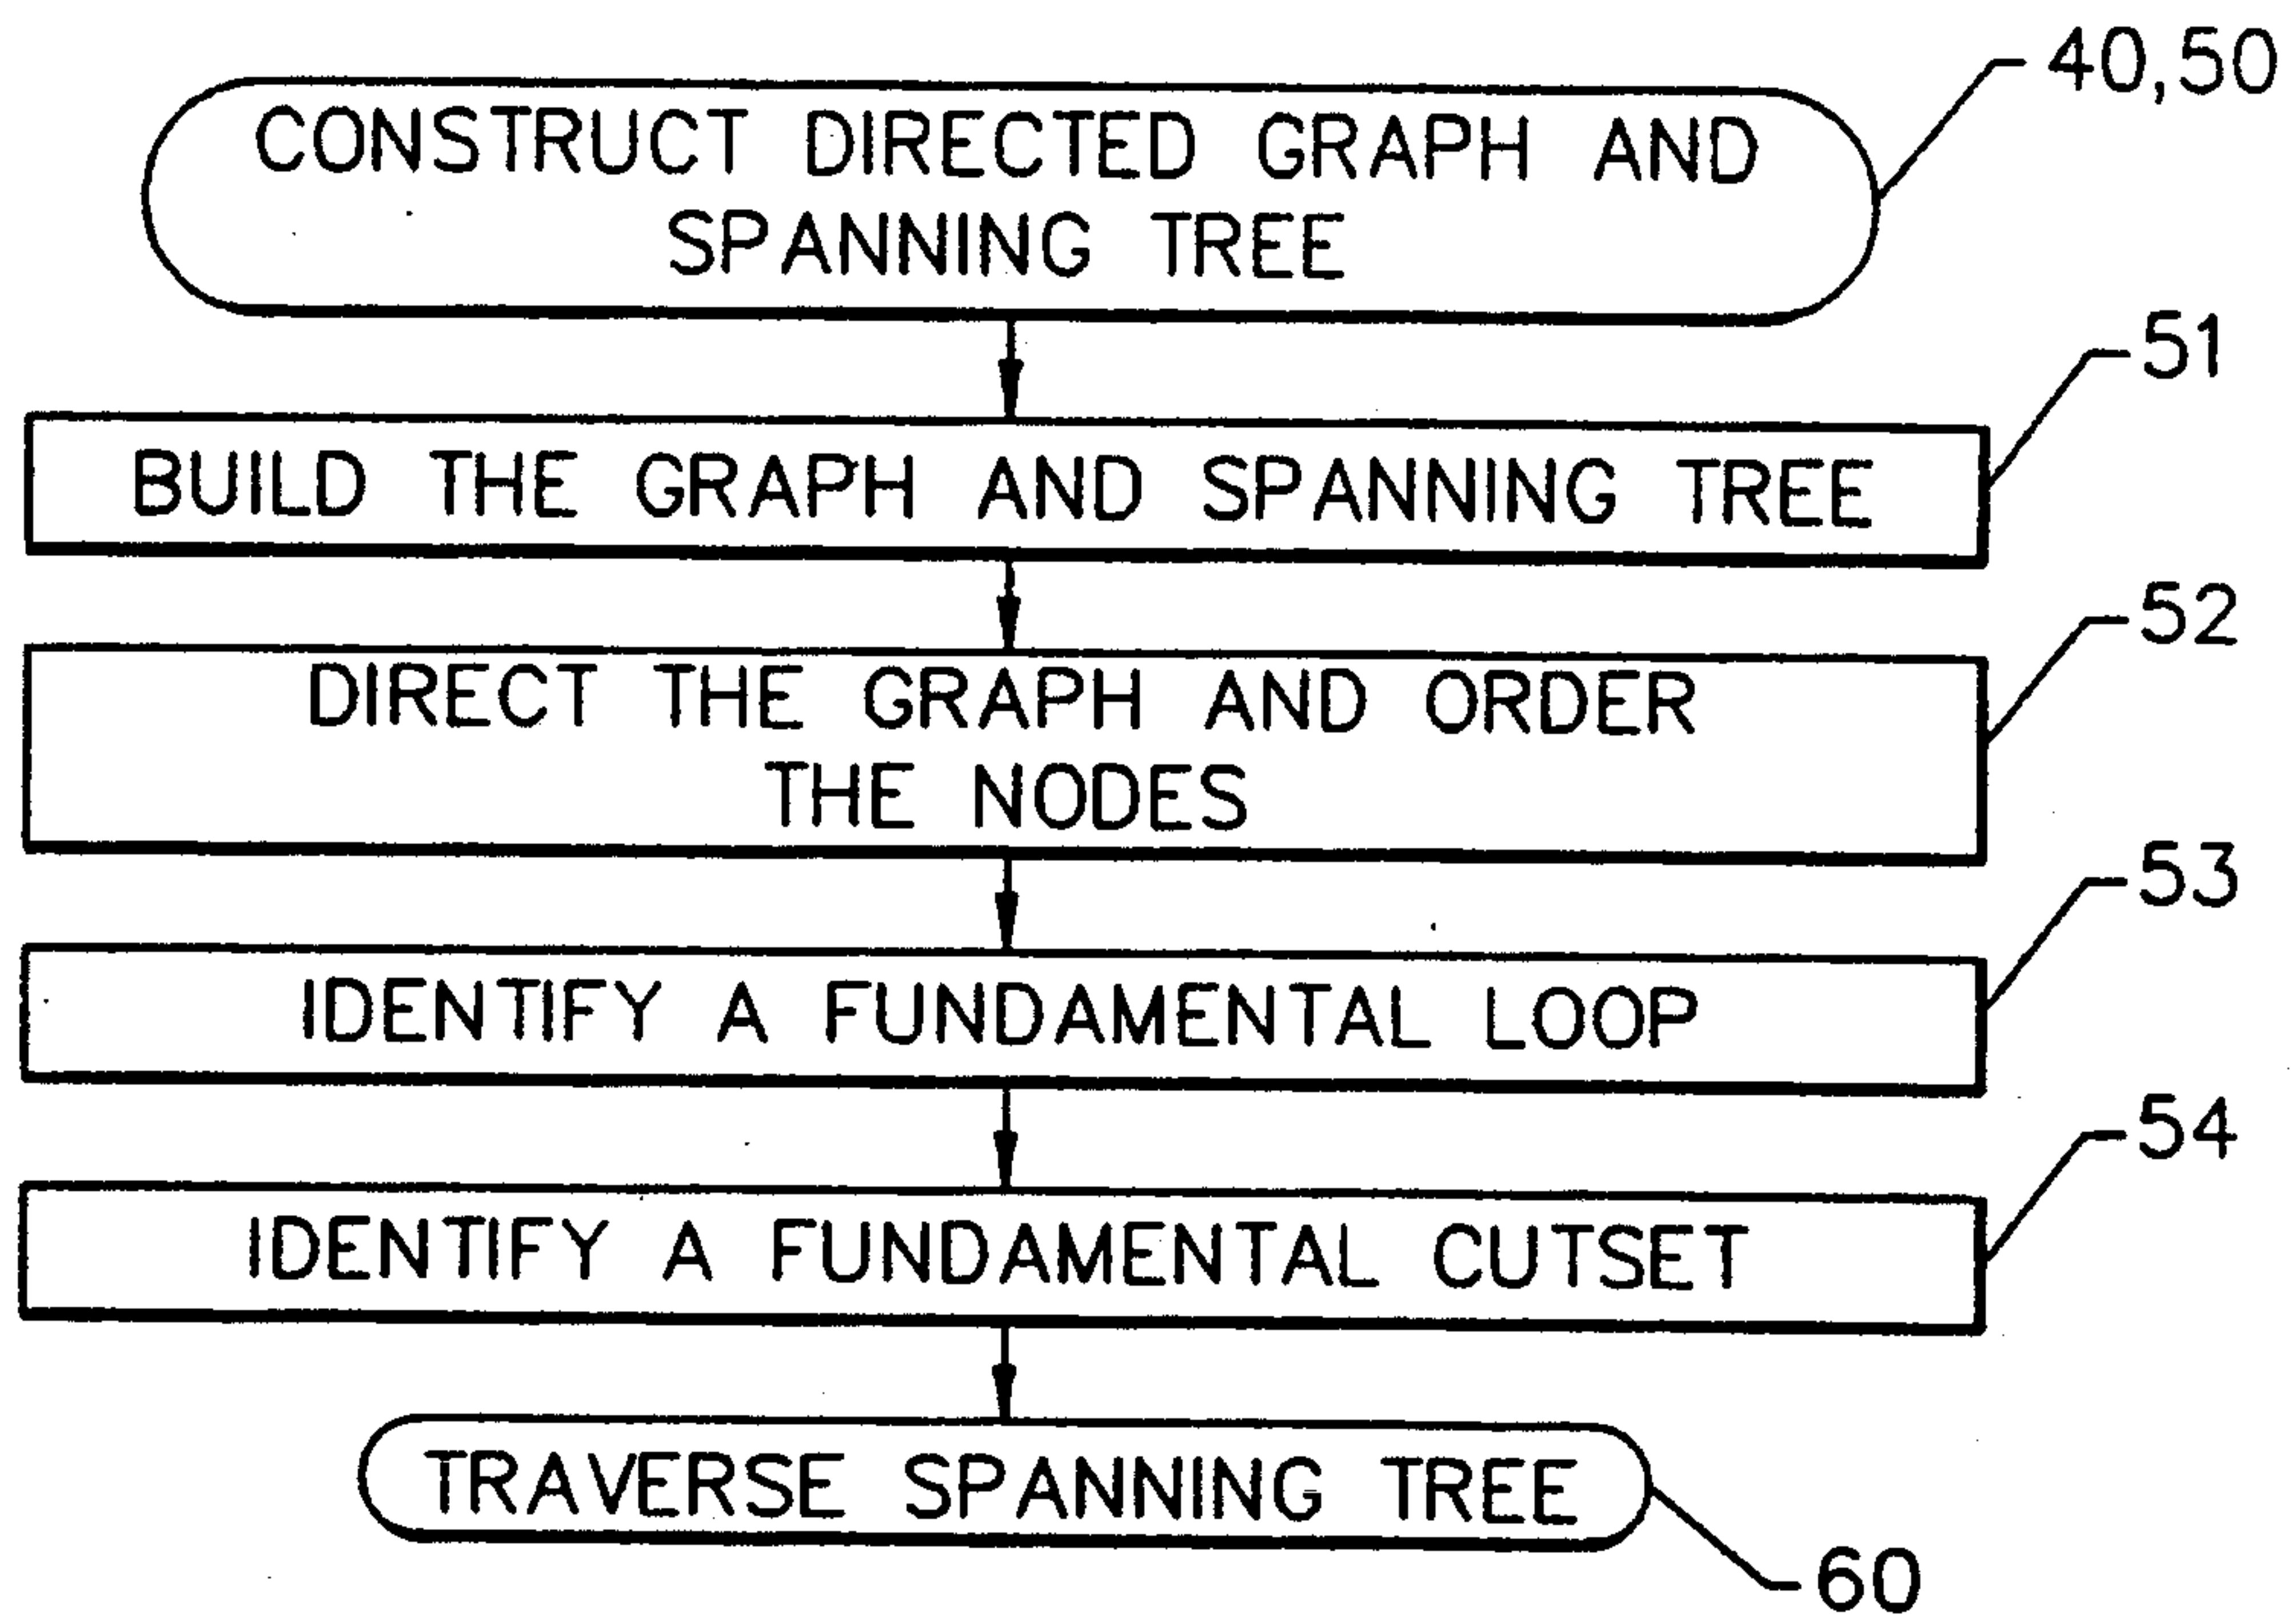 40,50
CONSTRUCT DIRECTED GRAPH AND
SPANNING TREE
51
BUILD THE GRAPH AND SPANNING TREE
52
DIRECT THE GRAPH AND ORDER
THE NODES
53
IDENTIFY A FUNDAMENTAL LOOP
54
IDENTIFY A FUNDAMENTAL CUTSET
TRAVERSE SPANNING TREE
60